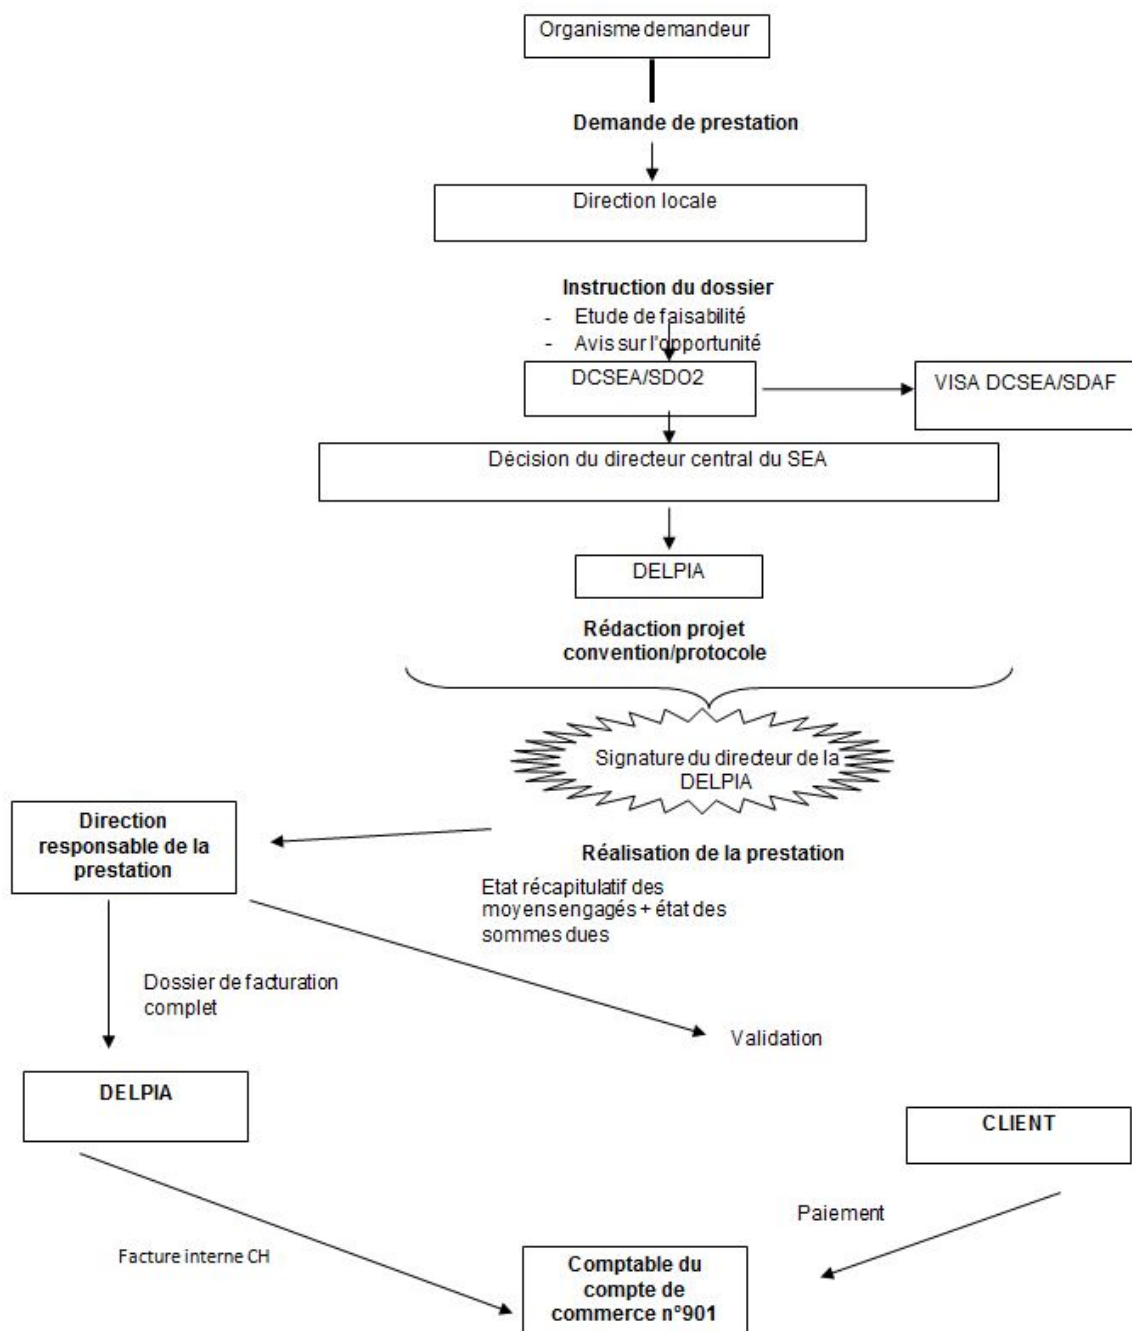 Organisme demandeur
Demande de prestation
Direction locale
Instruction du dossier
- Etude de faisabilité
- Avis sur l'opportunité
DCSEA/SDO2
VISA DCSEA/SDAF
Décision du directeur central du SEA
DELPIA
Rédaction projet
convention/protocole
Signature du directeur de la
DELPIA
Direction
responsable de la
prestation
Réalisation de la prestation
Etat récapitulatif des
moyens engagés + état des
sommes dues
Dossier de facturation
complet
Validation
DELPIA
CLIENT
Paiement
Facture interne CH
Comptable du
compte de
commerce n°901